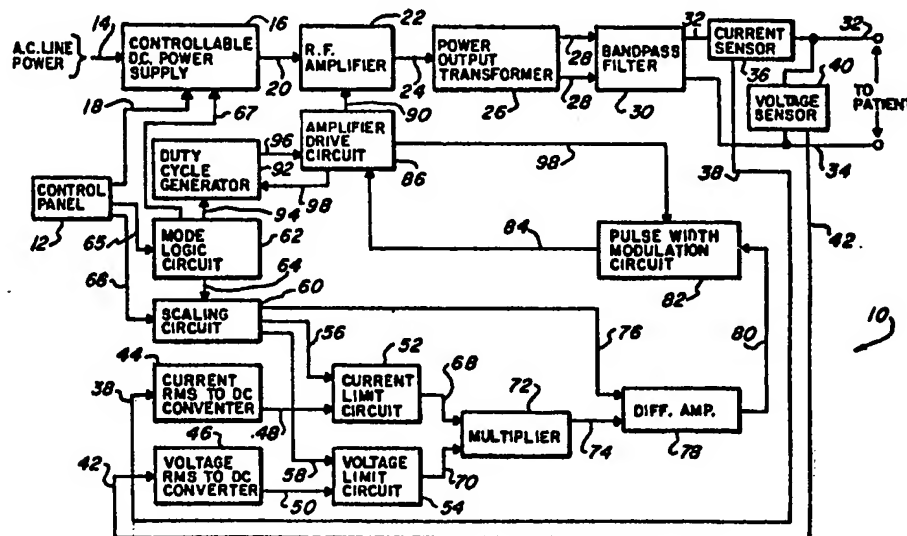 14
16
22
32
32
A.C. LINE
POWER
CONTROLLABLE
D.C. POWER
SUPPLY
R.F.
AMPLIFIER
POWER
OUTPUT
TRANSFORMER
28
28
BANDPASS
FILTER
CURRENT
SENSOR
36
40
VOLTAGE
SENSOR
TO
PATIENT
18
67
20
24
26
30
90
34
38
42
96
92
98
DUTY
CYCLE
GENERATOR
AMPLIFIER
DRIVE
CIRCUIT
86
98
CONTROL
PANEL
12
65
94
MODE
LOGIC
CIRCUIT
62
84
PULSE WIDTH
MODULATION
CIRCUIT
82
66
64
60
SCALING
CIRCUIT
56
76
80
10
44
38
CURRENT
RMS TO DC
CONVERTER
48
52
CURRENT
LIMIT
CIRCUIT
68
72
MULTIPLIER
74
DIFF. AMP.
78
46
42
VOLTAGE
RMS TO DC
CONVERTER
50
58
VOLTAGE
LIMIT
CIRCUIT
70
54